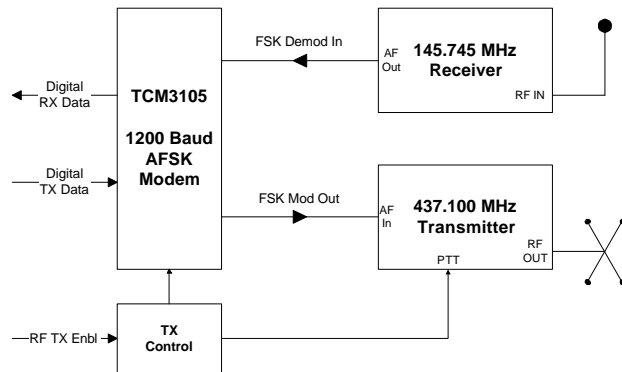 FSK Demod In
AF
Out
145.745 MHz
Receiver
RF IN
Digital
RX Data
TCM3105
1200 Baud
AFSK
Modem
Digital
TX Data
FSK Mod Out
AF
In
437.100 MHz
Transmitter
RF
OUT
PTT
RF TX Enbl
TX
Control